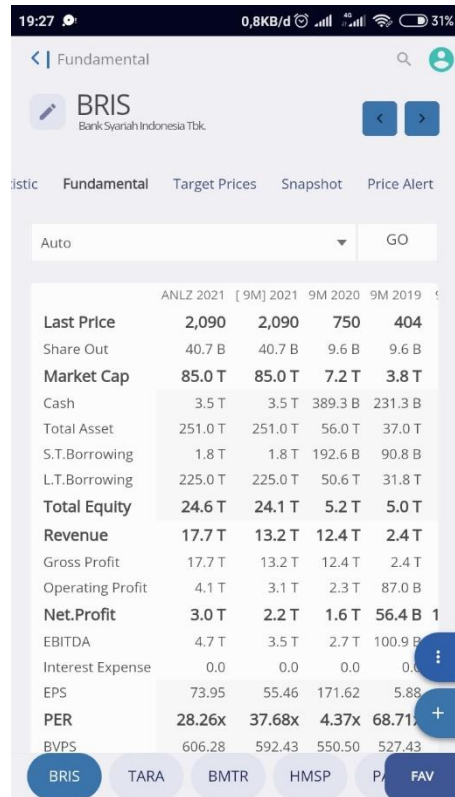 19:27 0,8KB/d 4G 31%
Fundamental
BRIS
Bank Syariah Indonesia Tbk.
istic Fundamental Target Prices Snapshot Price Alert
Auto GO
ANLZ 2021 [ 9M] 2021 9M 2020 9M 2019
Last Price 2,090 2,090 750 404
Share Out 40.7 B 40.7 B 9.6 B 9.6 B
Market Cap 85.0 T 85.0 T 7.2 T 3.8 T
Cash 3.5 T 3.5 T 389.3 B 231.3 B
Total Asset 251.0 T 251.0 T 56.0 T 37.0 T
S.T.Borrowing 1.8 T 1.8 T 192.6 B 90.8 B
L.T.Borrowing 225.0 T 225.0 T 50.6 T 31.8 T
Total Equity 24.6 T 24.1 T 5.2 T 5.0 T
Revenue 17.7 T 13.2 T 12.4 T 2.4 T
Gross Profit 17.7 T 13.2 T 12.4 T 2.4 T
Operating Profit 4.1 T 3.1 T 2.3 T 87.0 B
Net.Profit 3.0 T 2.2 T 1.6 T 56.4 B 1
EBITDA 4.7 T 3.5 T 2.7 T 100.9 B
Interest Expense 0.0 0.0 0.0 0.0
EPS 73.95 55.46 171.62 5.88
PER 28.26x 37.68x 4.37x 68.71
BVPS 606.28 592.43 550.50 527.43
BRIS TARA BMTR HMSP FAV